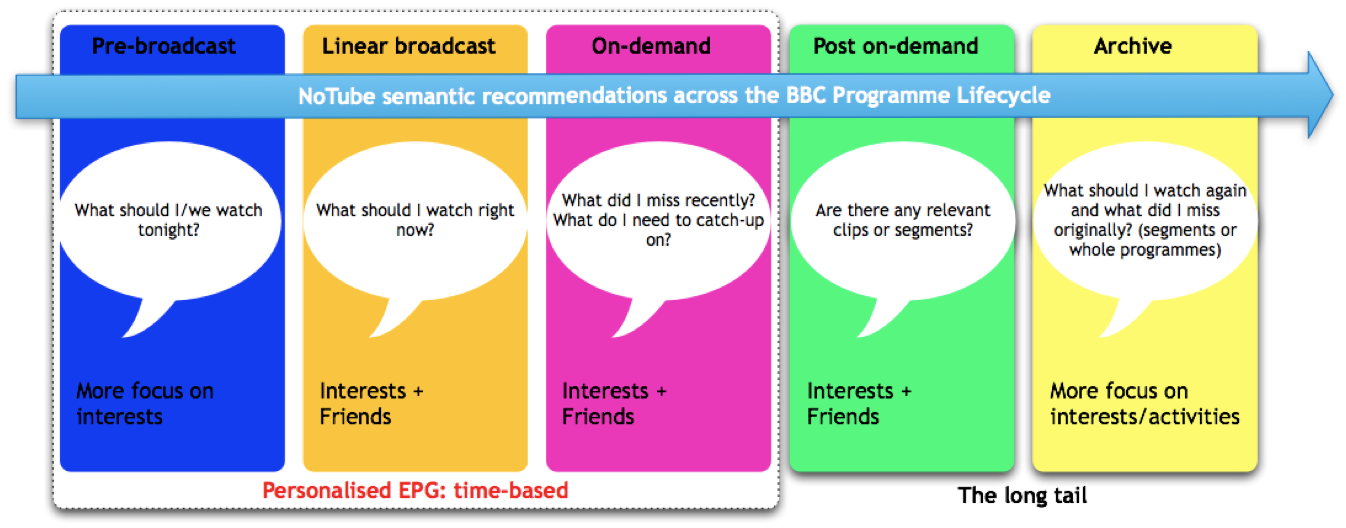 Pre-broadcast
Linear broadcast
On-demand
Post on-demand
Archive
NoTube semantic recommendations across the BBC Programme Lifecycle
What should I/we watch
tonight?
What should I watch right
now?
What did I miss recently?
What do I need to catch-up
on?
Are there any relevant
clips or segments?
What should I watch again
and what did I miss
originally? (segments or
whole programmes)
More focus on
interests
Interests +
Friends
Interests +
Friends
Interests +
Friends
More focus on
interests/activities
Personalised EPG: time-based
The long tail